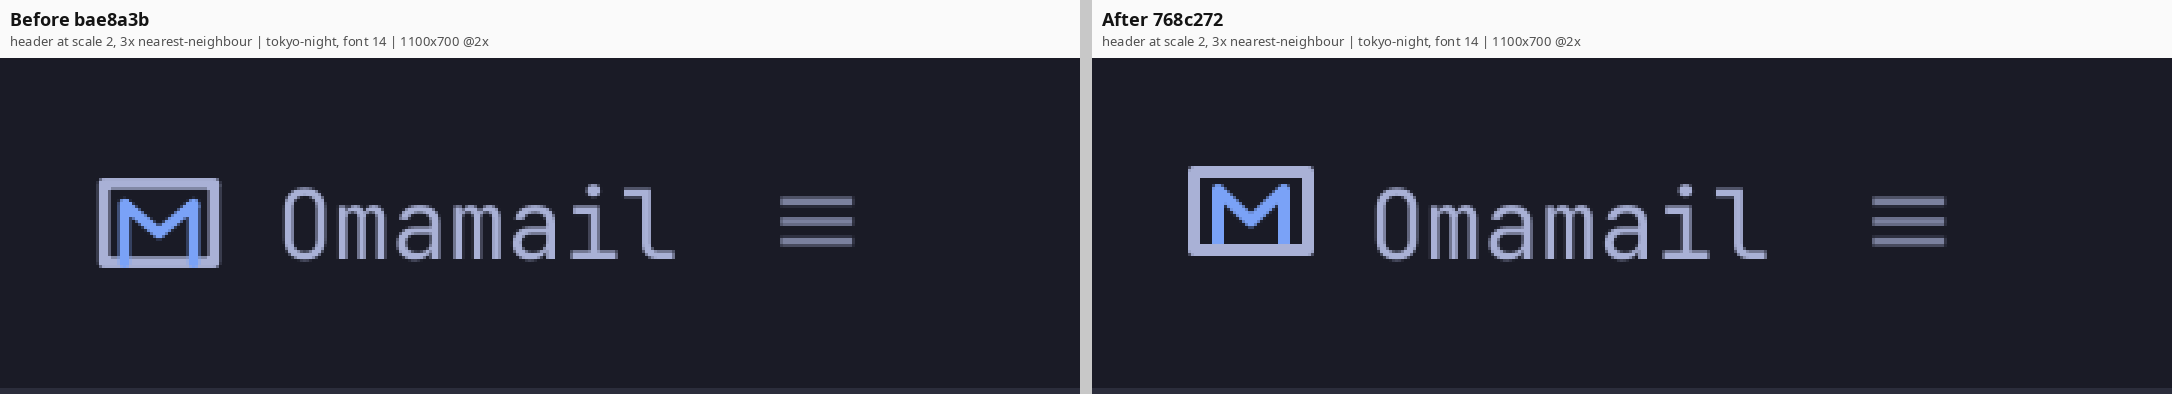 Before bae8a3b
header at scale 2, 3x nearest-neighbour | tokyo-night, font 14 | 1100x700 @2x
M Omamail
After 768c272
header at scale 2, 3x nearest-neighbour | tokyo-night, font 14 | 1100x700 @2x
M Omamail